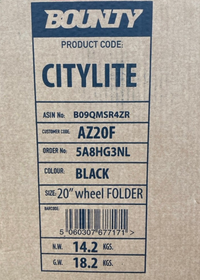 BOUNTY
PRODUCT CODE:
CITYLITE
ASIN No: B09QMSR4ZR
CUSTOMER CODE: AZ20F
ORDER No: 5A8HG3NL
COLOUR: BLACK
SIZE: 20" wheel FOLDER
BARCODE:
5 060307 677171 >
N.W. 14.2 KGS.
G.W. 18.2 KGS.